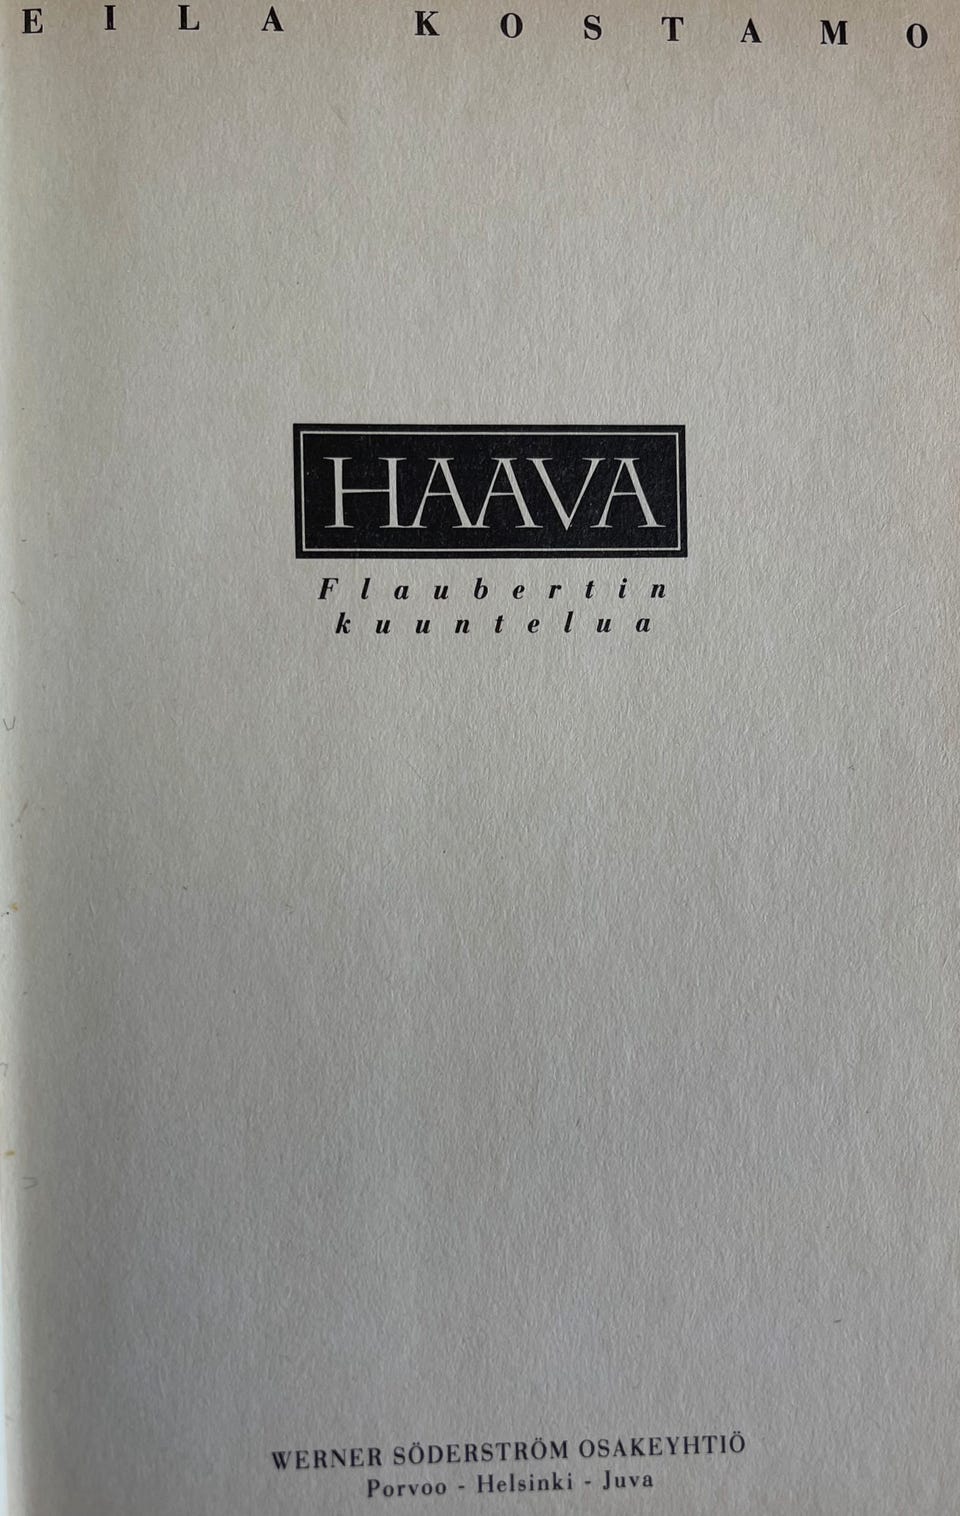 EILA KOSTAMO
HAAVA
Flaubertin
kuuntelua
WERNER SÖDERSTRÖM OSAKEYHTIÖ
Porvoo - Helsinki - Juva